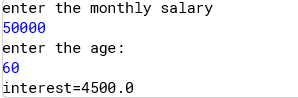 enter the monthly salary
50000
enter the age:
60
interest=4500.0